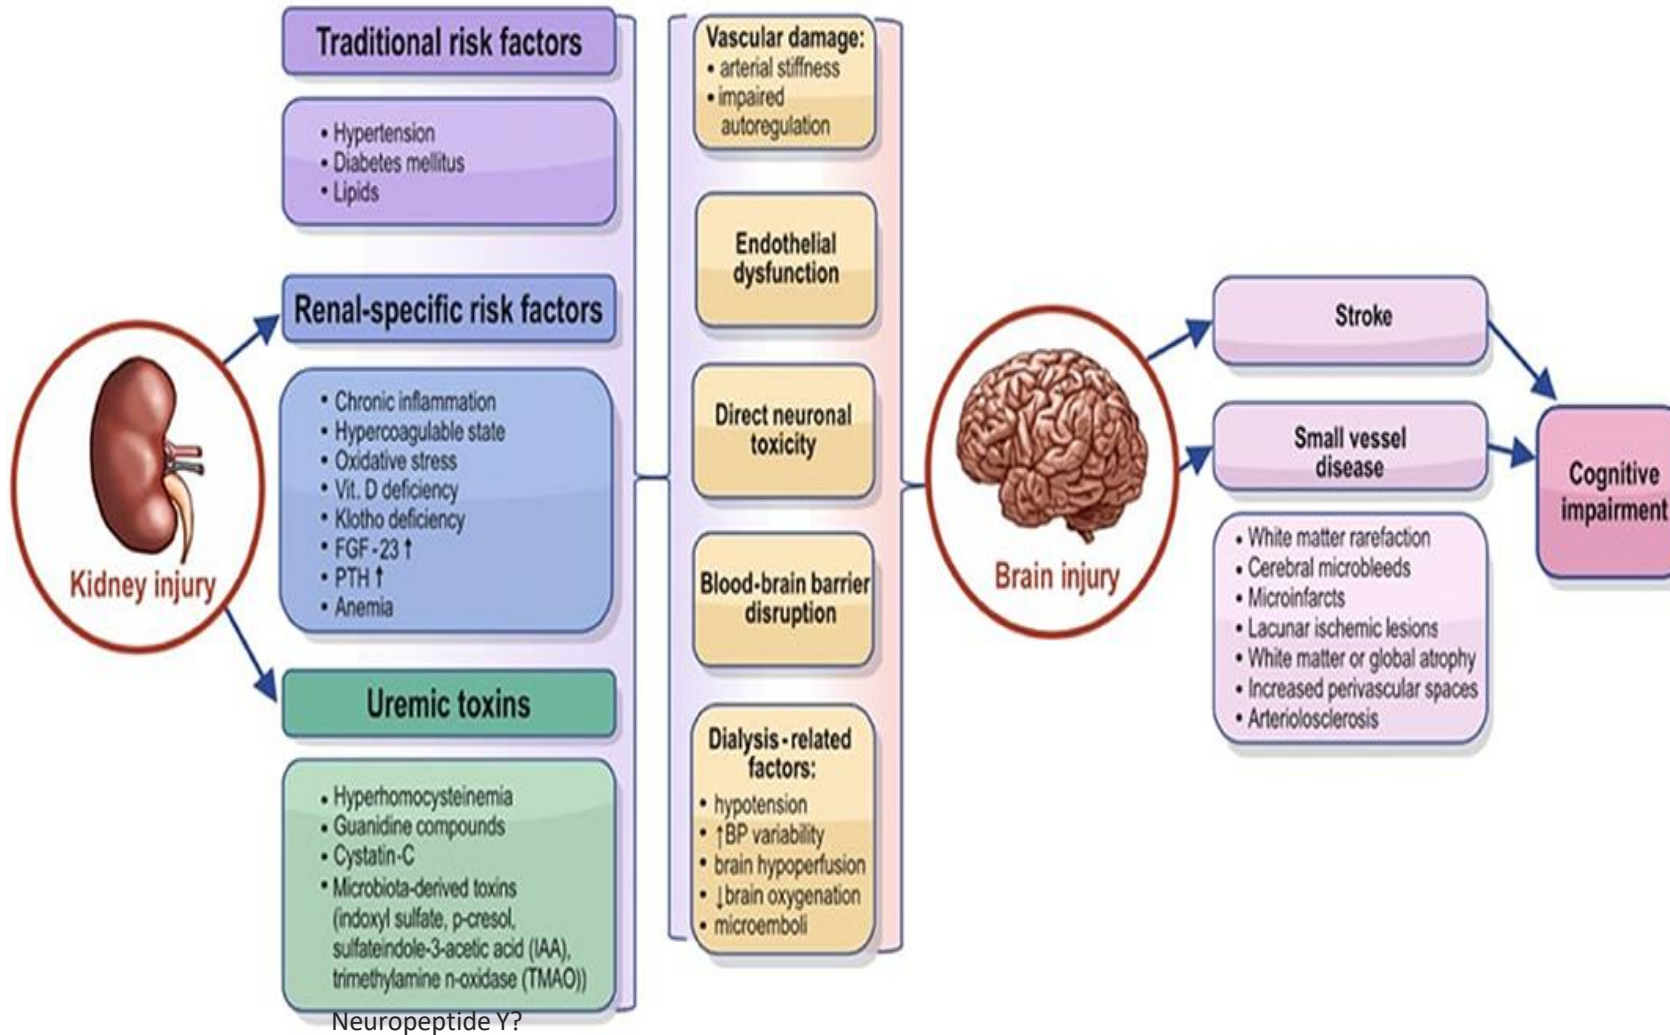 Traditional risk factors
• Hypertension
• Diabetes mellitus
• Lipids
Renal-specific risk factors
• Chronic inflammation
• Hypercoagulable state
• Oxidative stress
• Vit. D deficiency
• Klotho deficiency
• FGF-23 ↑
• PTH ↑
• Anemia
Kidney injury
Uremic toxins
• Hyperhomocysteinemia
• Guanidine compounds
• Cystatin-C
• Microbiota-derived toxins
(indoxyl sulfate, p-cresol,
sulfateindole-3-acetic acid (IAA),
trimethylamine n-oxidase (TMAO))
Neuropeptide Y?
Vascular damage:
• arterial stiffness
• impaired
autoregulation
Endothelial
dysfunction
Direct neuronal
toxicity
Blood-brain barrier
disruption
Dialysis-related
factors:
• hypotension
• ↑BP variability
• brain hypoperfusion
• ↓brain oxygenation
• microemboli
Brain injury
Stroke
Small vessel
disease
• White matter rarefaction
• Cerebral microbleeds
• Microinfarcts
• Lacunar ischemic lesions
• White matter or global atrophy
• Increased perivascular spaces
• Arteriolosclerosis
Cognitive
impairment